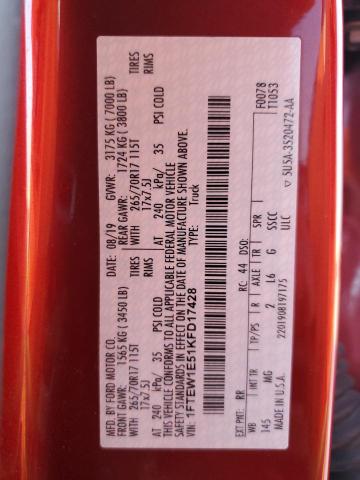 MFD. BY FORD MOTOR CO.
DATE: 08/19 GVWR: 3175 KG ( 7000 LB)
FRONT GAWR: 1565 KG ( 3450 LB) REAR GAWR: 1724 KG ( 3800 LB)
WITH 265/70R17 115T TIRES WITH 265/70R17 115T TIRES
17x7.5J RIMS 17x7.5J RIMS
AT 240 kPa/ 35 PSI COLD AT 240 kPa/ 35 PSI COLD
THIS VEHICLE CONFORMS TO ALL APPLICABLE FEDERAL MOTOR VEHICLE
SAFETY STANDARDS IN EFFECT ON THE DATE OF MANUFACTURE SHOWN ABOVE.
VIN: 1FTEW1E51KFD17428 TYPE: Truck
F0078
T1053
EXT PNT: RR RC: 44 DSO:
WB INT TR TP/PS R AXLE TR SPR
145 MG 2 L6 G SSCC
MADE IN U.S.A. 2201908197175 ULC
5U5A-3520472-AA